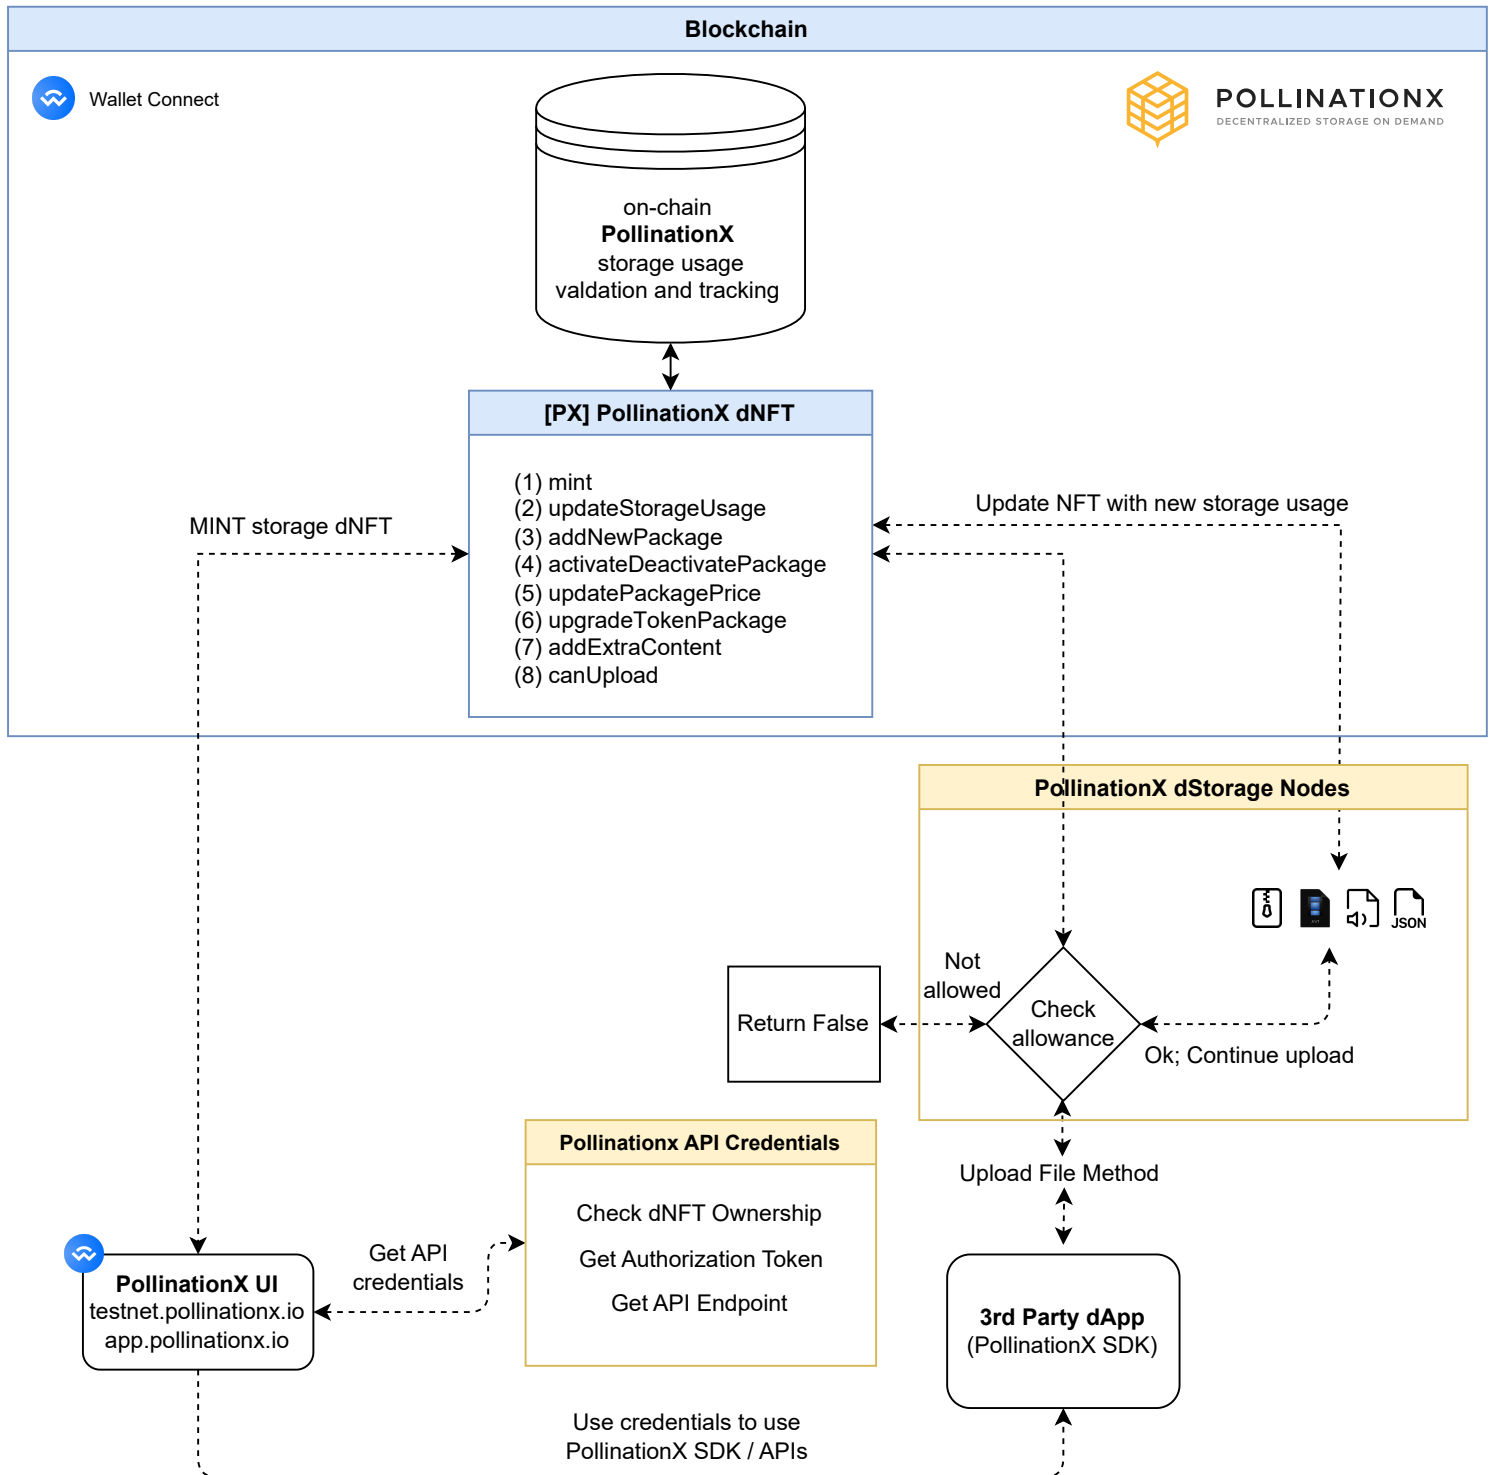 Blockchain
Wallet Connect
POLLINATIONX
DECENTRALIZED STORAGE ON DEMAND
on-chain
PollinationX
storage usage
valdation and tracking
[PX] PollinationX dNFT
(1) mint
(2) updateStorageUsage
(3) addNewPackage
(4) activateDeactivatePackage
(5) updatePackagePrice
(6) upgradeTokenPackage
(7) addExtraContent
(8) canUpload
MINT storage dNFT
Update NFT with new storage usage
PollinationX dStorage Nodes
JSON
Not
allowed
Return False
Check
allowance
Ok; Continue upload
Upload File Method
Pollinationx API Credentials
Check dNFT Ownership
Get Authorization Token
Get API Endpoint
Get API
credentials
PollinationX UI
testnet.pollinationx.io
app.pollinationx.io
3rd Party dApp
(PollinationX SDK)
Use credentials to use
PollinationX SDK / APIs